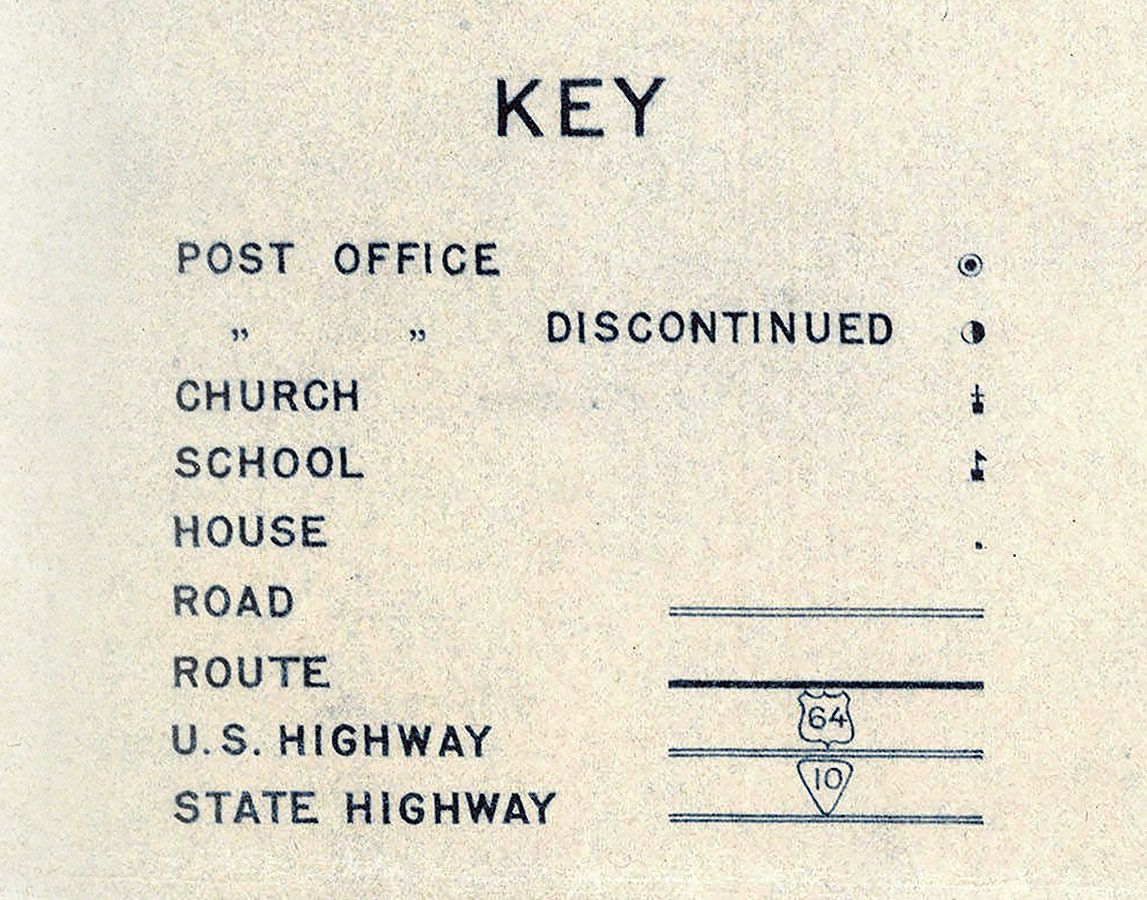 KEY
POST OFFICE
” ” DISCONTINUED
CHURCH
SCHOOL
HOUSE
ROAD
ROUTE
64
U.S. HIGHWAY
10
STATE HIGHWAY